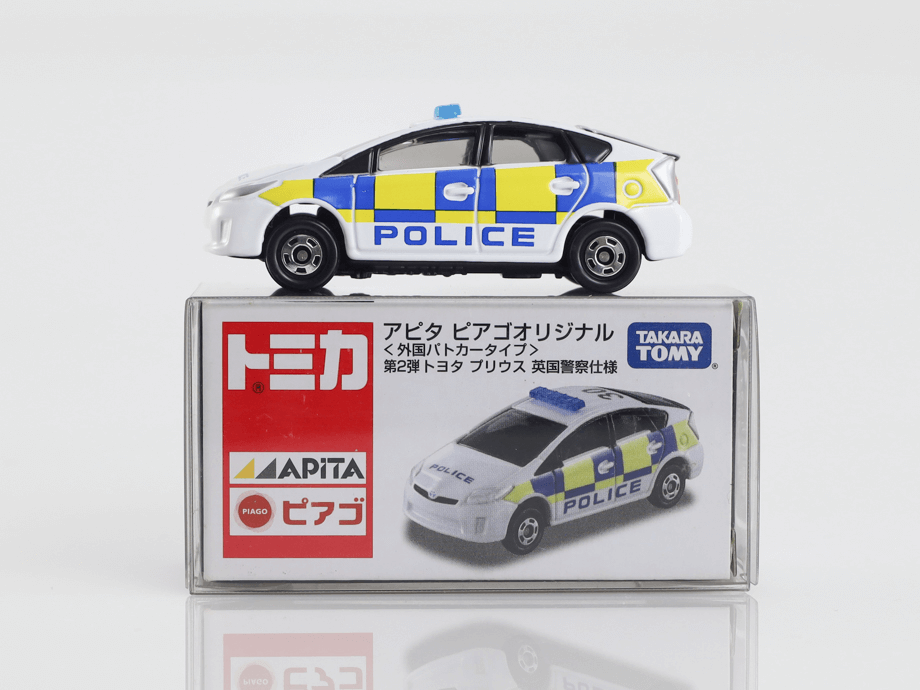 POLICE
トミカ
®
アピタ ピアゴオリジナル
<外国パトカータイプ>
第2弾トヨタ プリウス 英国警察仕様
TAKARA
TOMY
®
APiTA
PIAGO
ピアゴ
30
POLICE
POLICE